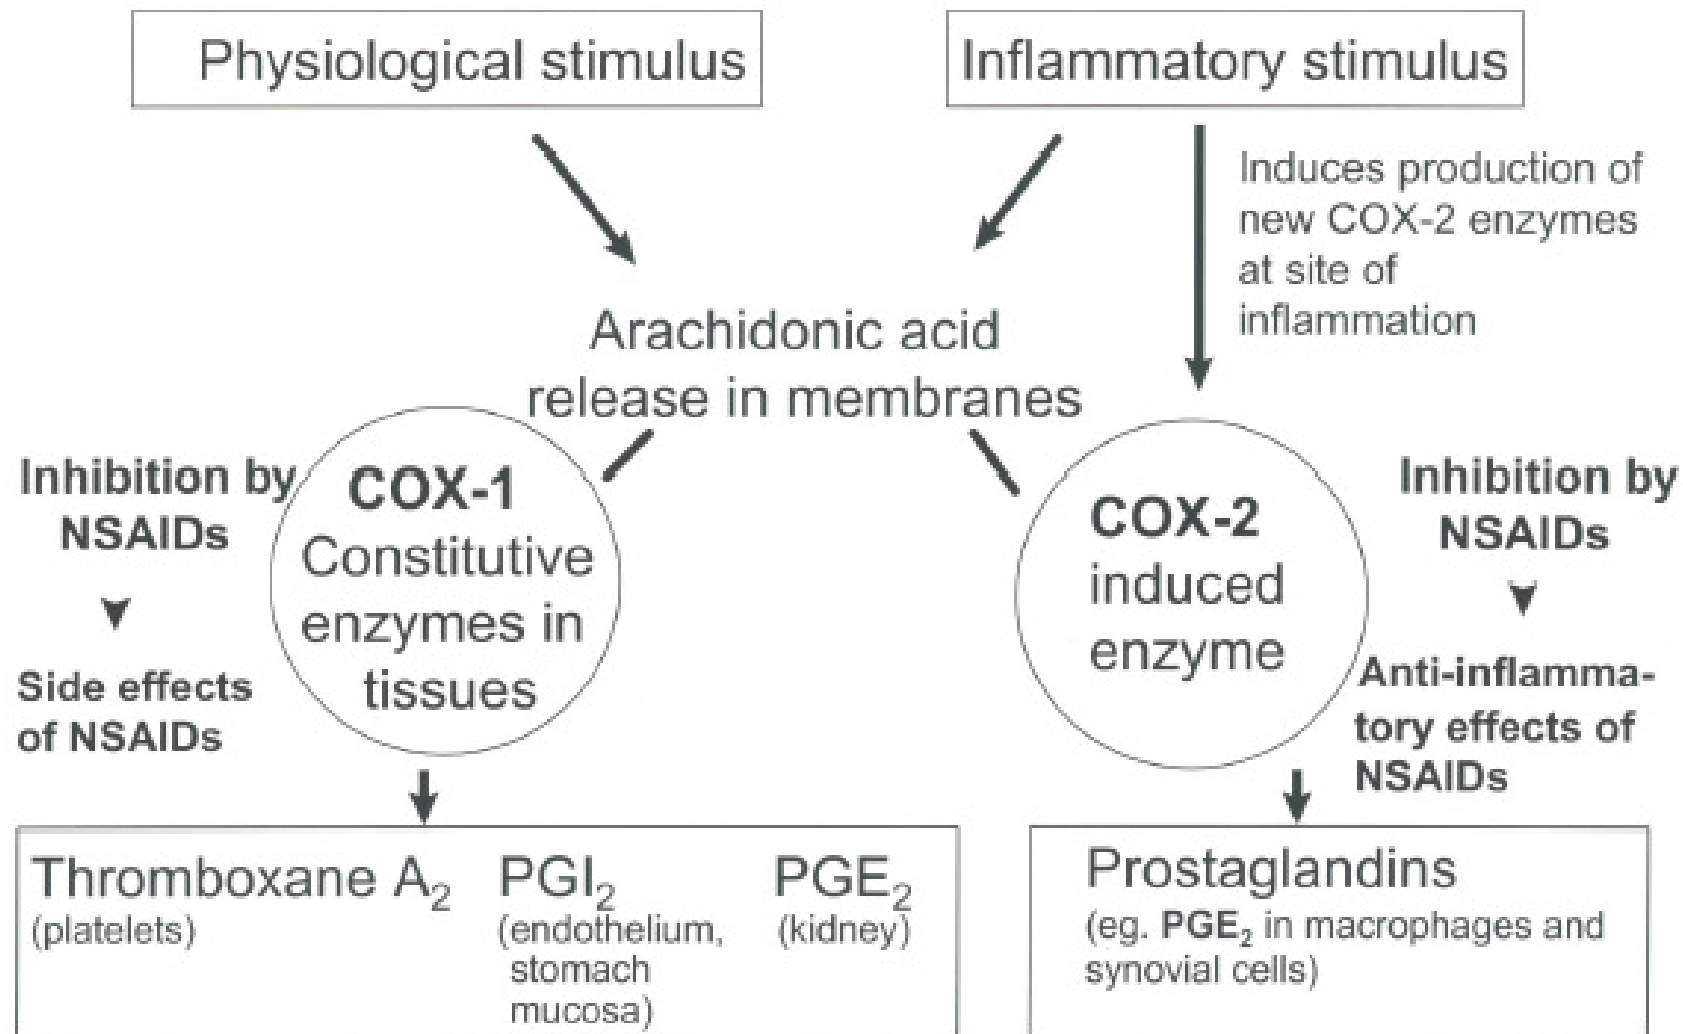 Physiological stimulus
Inflammatory stimulus
Induces production of
new COX-2 enzymes
at site of
inflammation
Arachidonic acid
release in membranes
Inhibition by
NSAIDs
Side effects
of NSAIDs
COX-1
Constitutive
enzymes in
tissues
COX-2
induced
enzyme
Inhibition by
NSAIDs
Anti-inflamma-
tory effects of
NSAIDs
Thromboxane A₂
(platelets)
PGI₂
(endothelium,
stomach
mucosa)
PGE₂
(kidney)
Prostaglandins
(eg. PGE₂ in macrophages and
synovial cells)